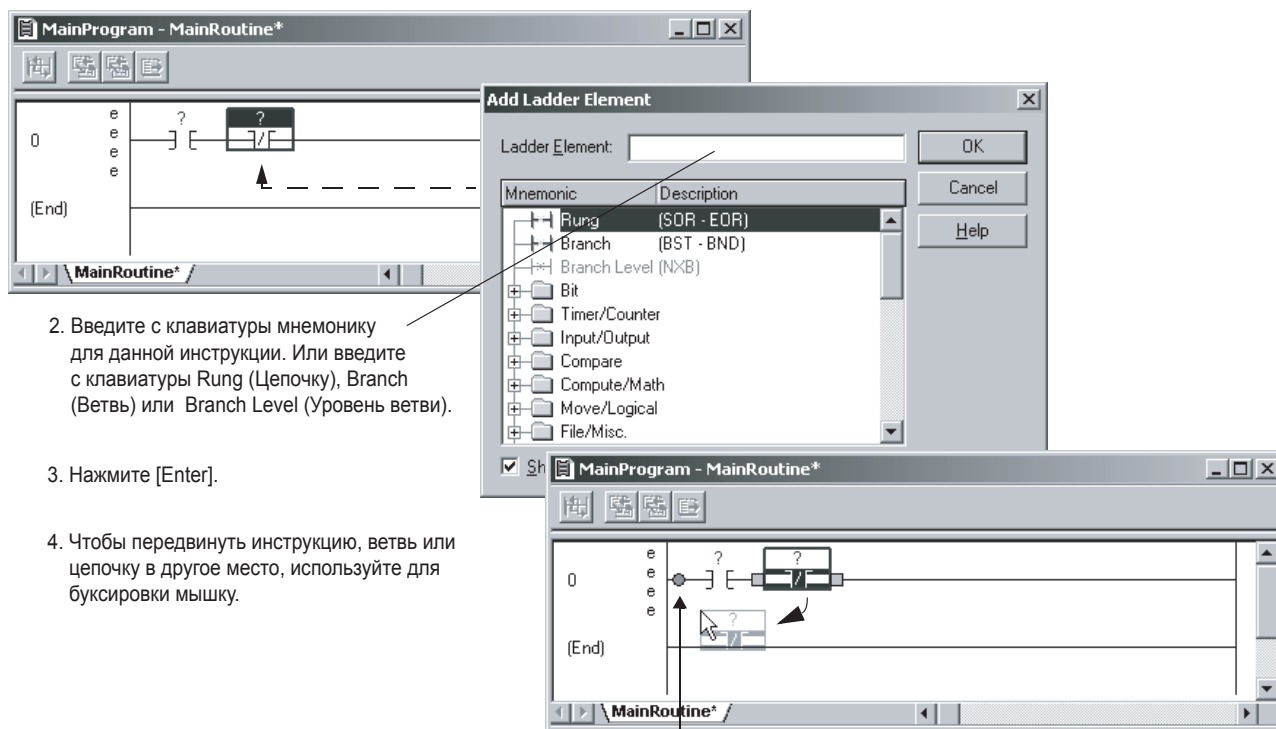 MainProgram - MainRoutine*
e
? ?
0
e
e
e
(End)
MainRoutine*
Add Ladder Element
Ladder Element:
OK
Mnemonic Description
Cancel
Rung (SOR - EOR)
Help
Branch (BST - BND)
Branch Level (NXB)
Bit
Timer/Counter
Input/Output
Compare
Compute/Math
Move/Logical
File/Misc.
2. Введите с клавиатуры мнемонику
для данной инструкции. Или введите
с клавиатуры Rung (Цепочку), Branch
(Ветвь) или Branch Level (Уровень ветви).
3. Нажмите [Enter].
4. Чтобы передвинуть инструкцию, ветвь или
цепочку в другое место, используйте для
буксировки мышку.
MainProgram - MainRoutine*
e
? ?
0
e
e
e
?
(End)
MainRoutine*